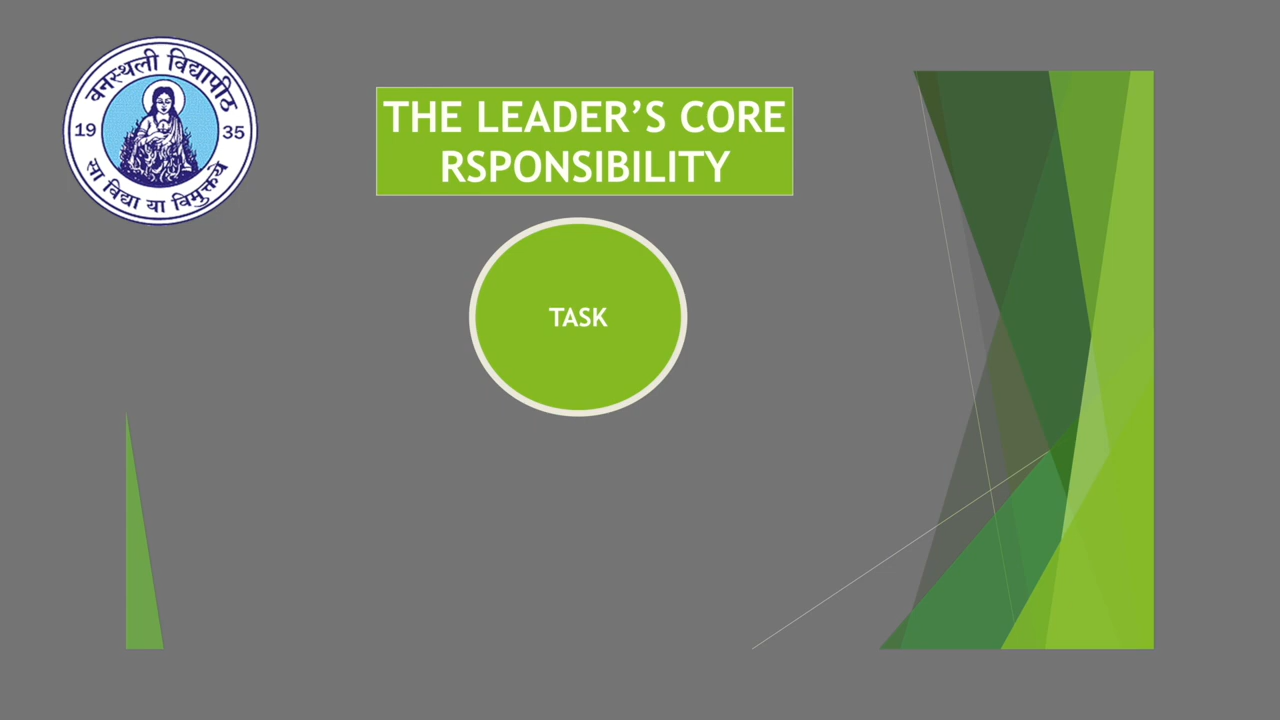 वनस्थली विद्यापीठ
19 35
सा विद्या या विमुक्तये
THE LEADER’S CORE
RSPONSIBILITY
TASK